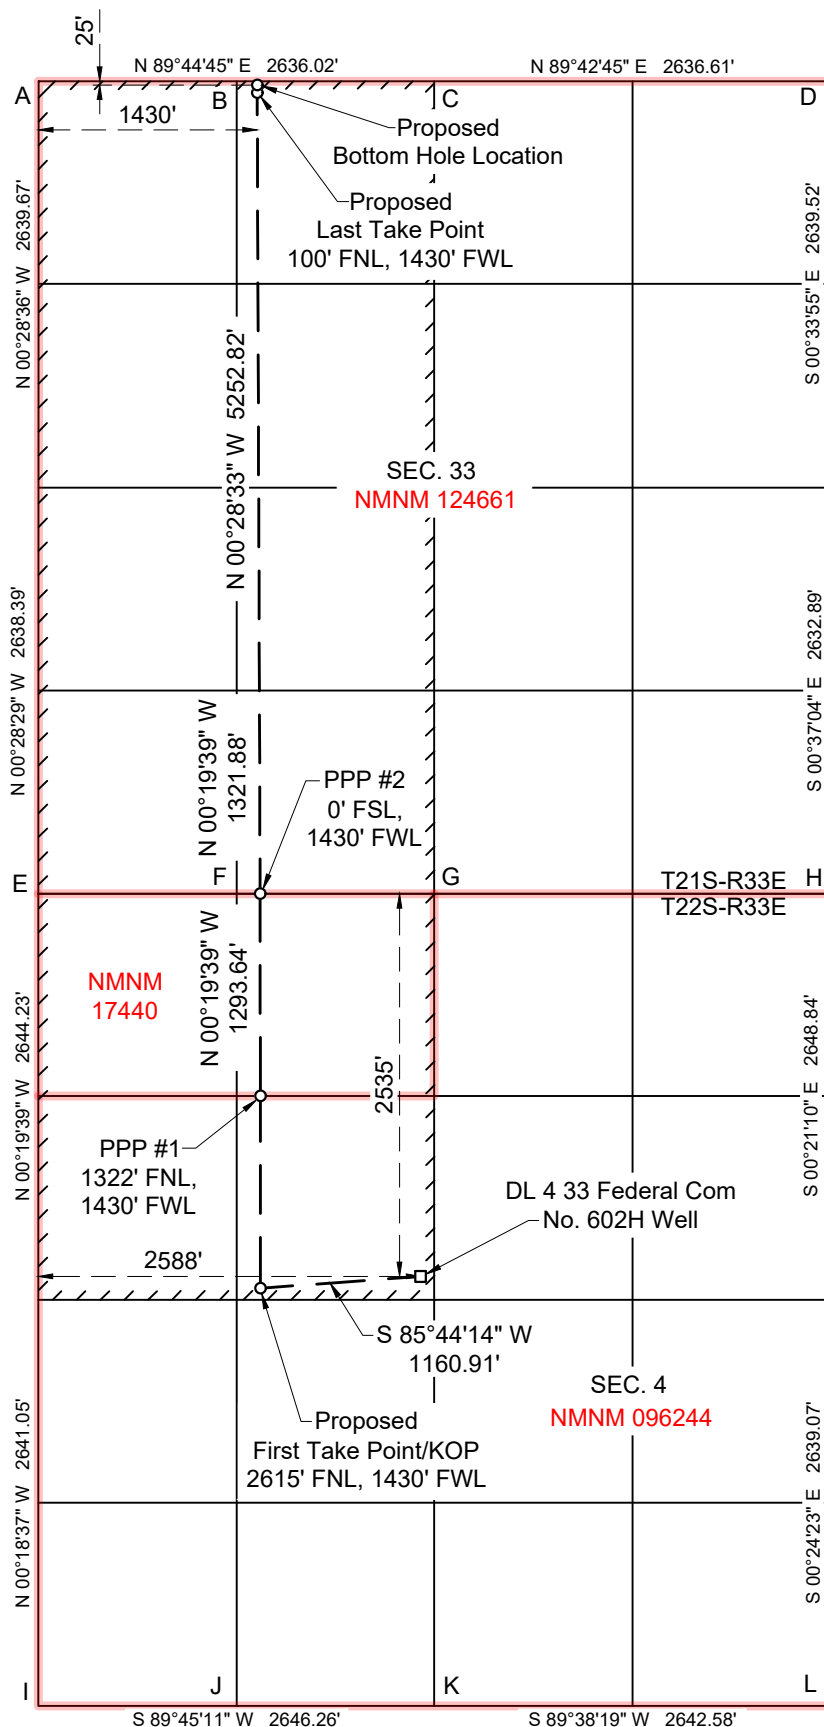 25'
N 89°44'45" E   2636.02'
N 89°42'45" E   2636.61'
A
B
C
D
1430'
Proposed
Bottom Hole Location
Proposed
Last Take Point
100' FNL, 1430' FWL
N 00°28'36" W   2639.67'
S 00°33'55" E   2639.52'
N 00°28'33" W  5252.82'
SEC. 33
NMNM 124661
N 00°28'29" W   2638.39'
S 00°37'04" E   2632.89'
N 00°19'39" W
1321.88'
PPP #2
0' FSL,
1430' FWL
E
F
G
H
T21S-R33E
T22S-R33E
NMNM
17440
N 00°19'39" W
1293.64'
2535'
N 00°19'39" W   2644.23'
S 00°21'10" E   2648.84'
PPP #1
1322' FNL,
1430' FWL
DL 4 33 Federal Com
No. 602H Well
2588'
S 85°44'14" W
1160.91'
SEC. 4
NMNM 096244
Proposed
First Take Point/KOP
2615' FNL, 1430' FWL
N 00°18'37" W   2641.05'
S 00°24'23" E   2639.07'
I
J
K
L
S 89°45'11" W   2646.26'
S 89°38'19" W   2642.58'